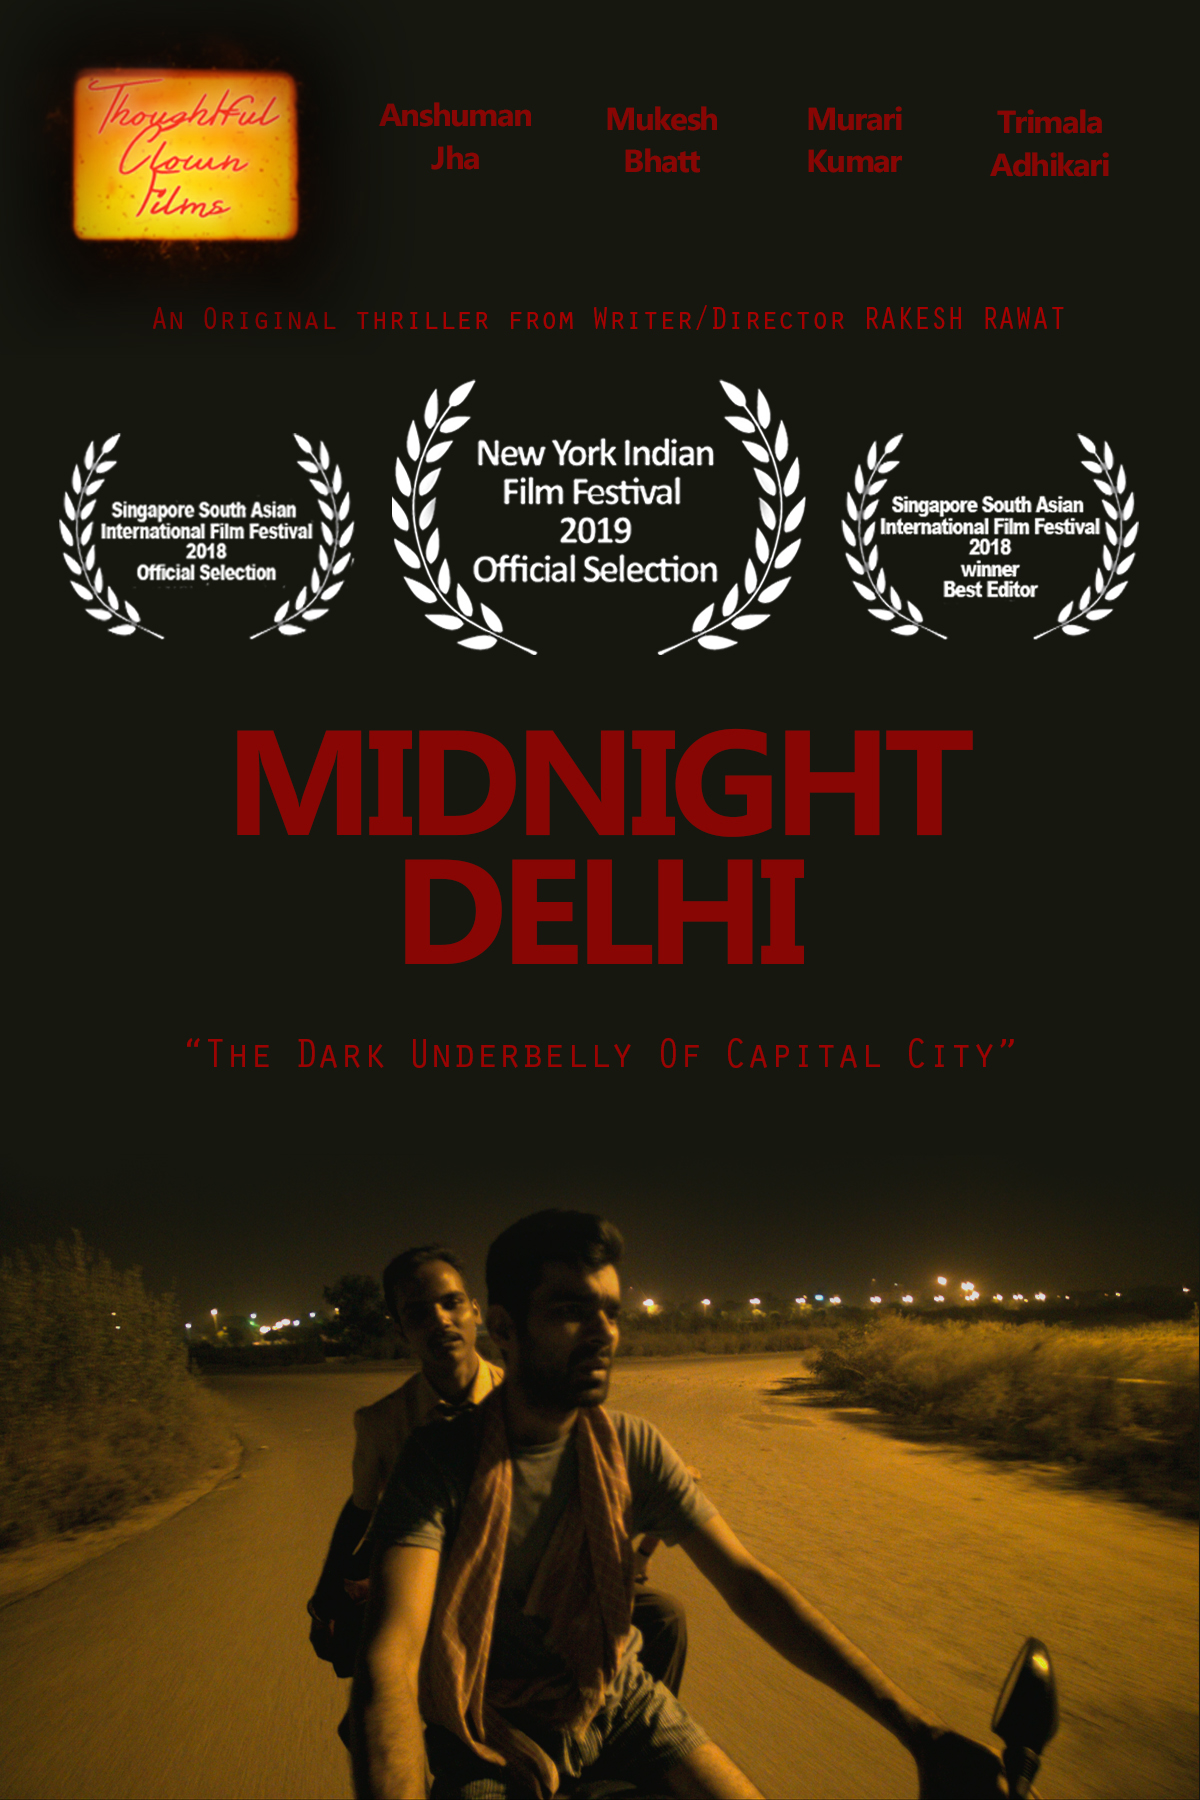 Thoughtful
Clown
Films
Anshuman
Jha
Mukesh
Bhatt
Murari
Kumar
Trimala
Adhikari
An Original thriller from Writer/Director RAKESH RAWAT
Singapore South Asian
International Film Festival
2018
Official Selection
New York Indian
Film Festival
2019
Official Selection
Singapore South Asian
International Film Festival
2018
winner
Best Editor
MIDNIGHT
DELHI
“The Dark Underbelly Of Capital City”